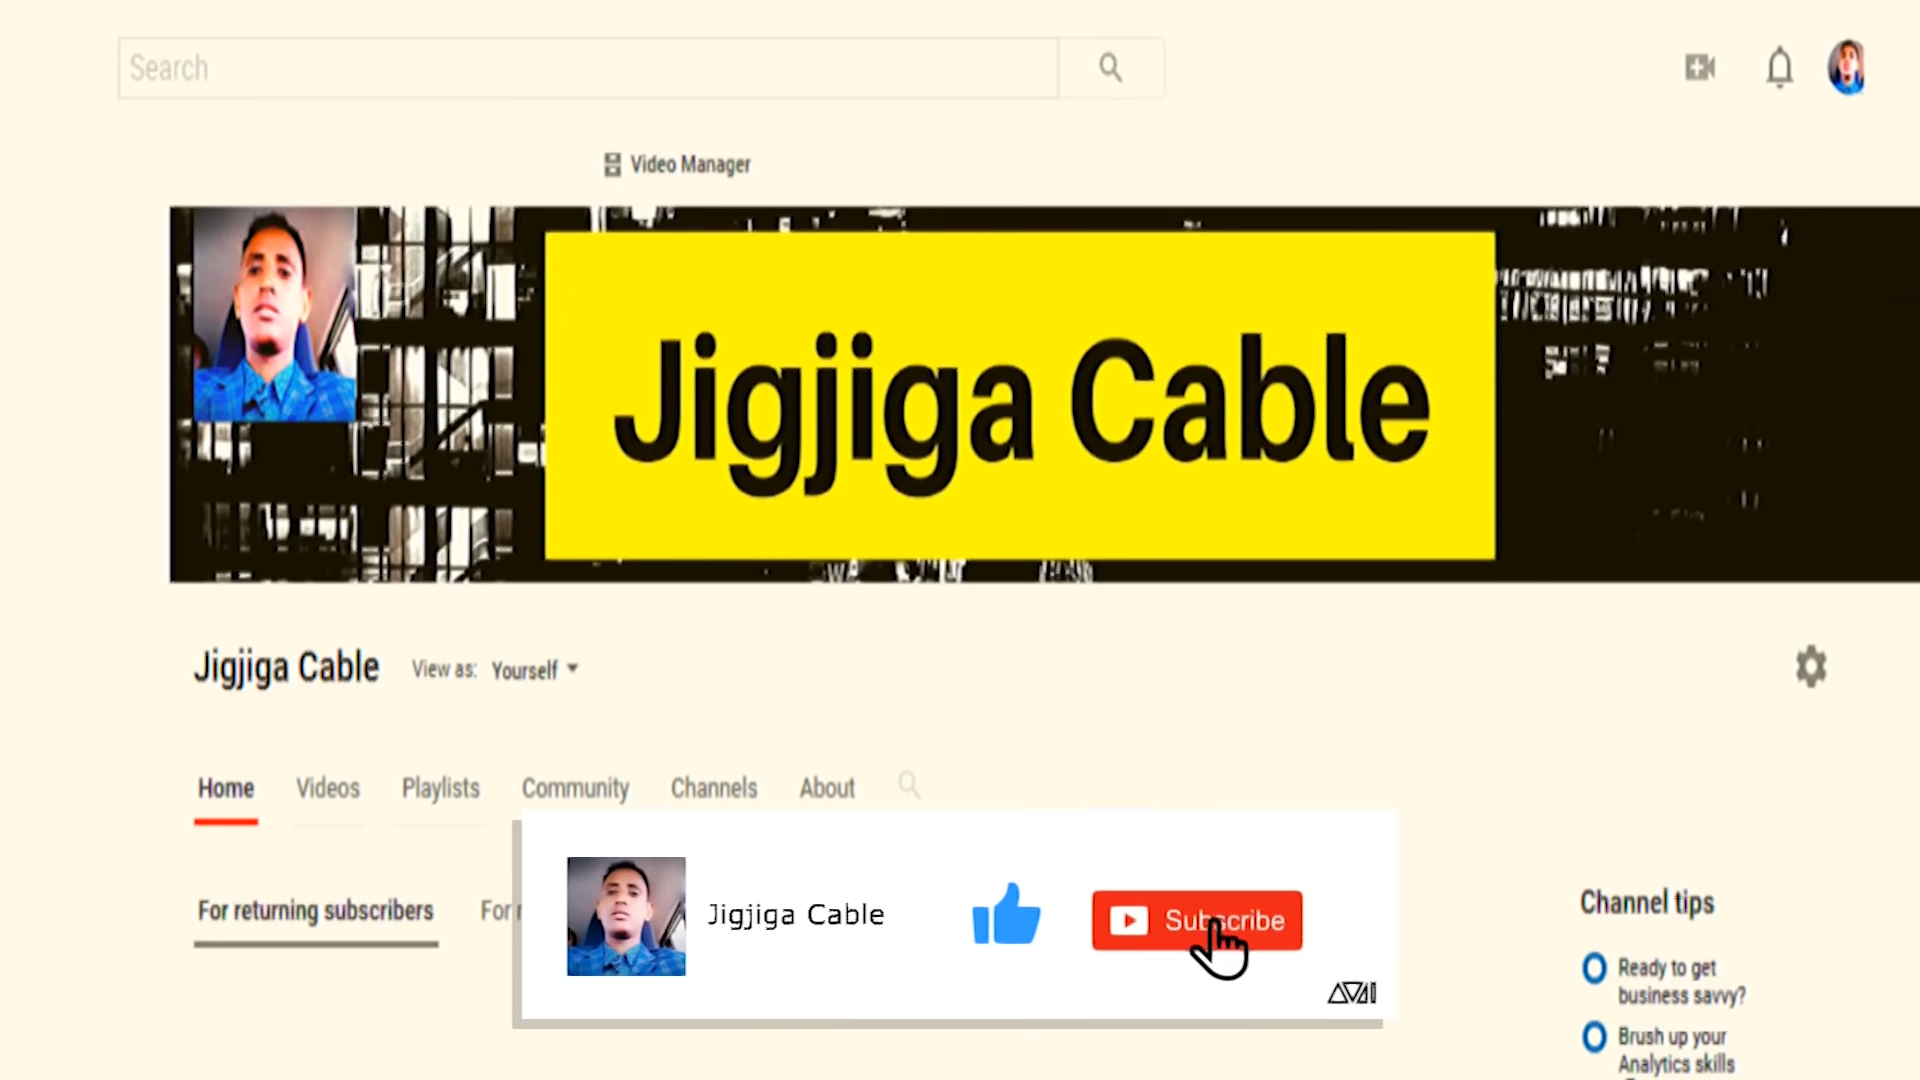 Search
Video Manager
Jigjiga Cable
Jigjiga Cable
View as: Yourself
Home Videos Playlists Community Channels About
For returning subscribers For
Jigjiga Cable
Subscribe
Channel tips
Ready to get
business savvy?
Brush up your
Analytics skills